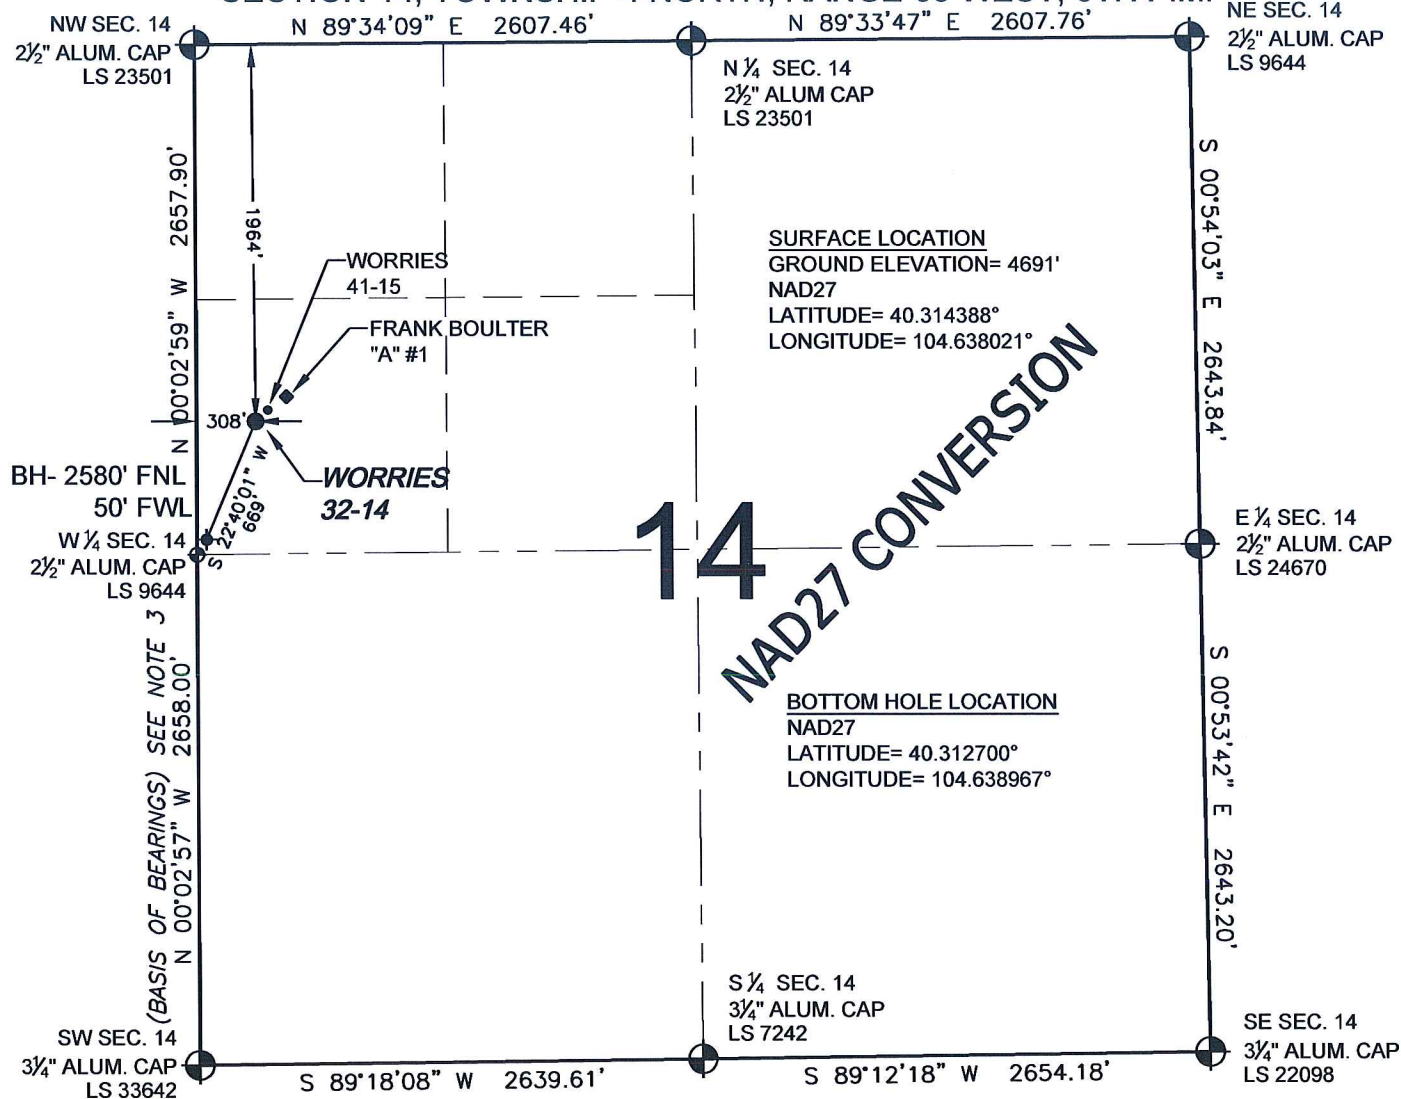 NW SEC. 14
2½" ALUM. CAP
LS 23501
N 89°34'09" E 2607.46'
N 89°33'47" E 2607.76'
NE SEC. 14
2½" ALUM. CAP
LS 9644
N ¼ SEC. 14
2½" ALUM CAP
LS 23501
N 00°02'59" W 2657.90'
1964'
S 00°54'03" E 2643.84'
WORRIES
41-15
FRANK BOULTER
"A" #1
SURFACE LOCATION
GROUND ELEVATION= 4691'
NAD27
LATITUDE= 40.314388°
LONGITUDE= 104.638021°
308'
WORRIES
32-14
BH- 2580' FNL
50' FWL
S 22°40'01" W
669'
W ¼ SEC. 14
2½" ALUM. CAP
LS 9644
14
NAD27 CONVERSION
E ¼ SEC. 14
2½" ALUM. CAP
LS 24670
(BASIS OF BEARINGS) SEE NOTE 3
N 00°02'57" W 2658.00'
BOTTOM HOLE LOCATION
NAD27
LATITUDE= 40.312700°
LONGITUDE= 104.638967°
S 00°53'42" E 2643.20'
SW SEC. 14
3¼" ALUM. CAP
LS 33642
S 89°18'08" W 2639.61'
S ¼ SEC. 14
3¼" ALUM. CAP
LS 7242
S 89°12'18" W 2654.18'
SE SEC. 14
3¼" ALUM. CAP
LS 22098